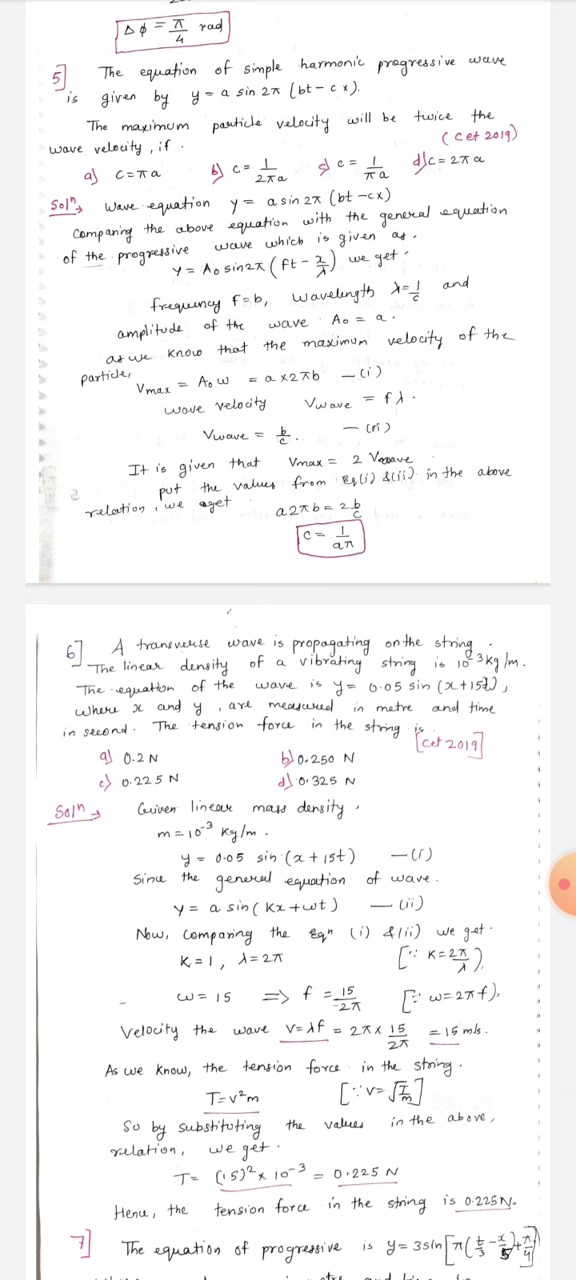 Δφ = π/4 rad
5] The equation of simple harmonic progressive wave
is given by y = a sin 2π (bt - cx).
The maximum particle velocity will be twice the
wave velocity, if. (cet 2019)
a) c = πa b) c = 1/2πa c) c = 1/πa d) c = 2πa
Solⁿ→ Wave equation y = a sin 2π (bt - cx)
Comparing the above equation with the general equation
of the progressive wave which is given as.
y = A₀ sin2π (ft - x/λ) we get.
frequency f = b, wavelength λ = 1/c and
amplitude of the wave A₀ = a.
as we know that the maximum velocity of the
particle,
Vmax = A₀ω = a x 2πb —(i)
wave velocity Vwave = fλ.
Vwave = b/c. — (ii)
It is given that Vmax = 2 Vwave
put the values from Eq(i) &(ii) in the above
relation, we get a2πb = 2 b/c
c = 1/aπ
6] A transverse wave is propagating on the string.
The linear density of a vibrating string is 10⁻³kg/m.
The equation of the wave is y = 0.05 sin (x+15t),
where x and y, are measured in metre and time
in second. The tension force in the string is.
[cet 2019]
a) 0.2 N b) 0.250 N
c) 0.225 N d) 0.325 N
Solⁿ→ Given linear mass density,
m = 10⁻³ kg/m.
y = 0.05 sin (x + 15t) —(i)
Since the general equation of wave.
y = a sin (kx + ωt) — (ii)
Now, comparing the Eqⁿ (i) &(ii) we get.
K = 1, λ = 2π [∵ K = 2π/λ]
ω = 15 => f = 15/2π [∵ ω = 2πf),
Velocity the wave V = λf = 2π x 15/2π = 15 m/s.
As we know, the tension force in the string.
T = v²m [∵ v = √T/m]
So by substituting the values in the above,
relation, we get.
T = (15)² x 10⁻³ = 0.225 N
Hence, the tension force in the string is 0.225N.
7] The equation of progressive is y = 3 sin [π (t/3 - x/5) + π/4]